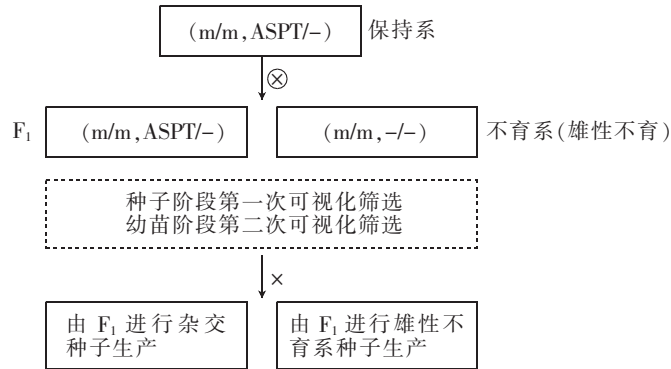 (m/m,ASPT/−) 保持系
⊗
F₁ (m/m,ASPT/−) (m/m,−/−) 不育系(雄性不育)
种子阶段第一次可视化筛选
幼苗阶段第二次可视化筛选
×
由 F₁ 进行杂交
种子生产
由 F₁ 进行雄性不
育系种子生产